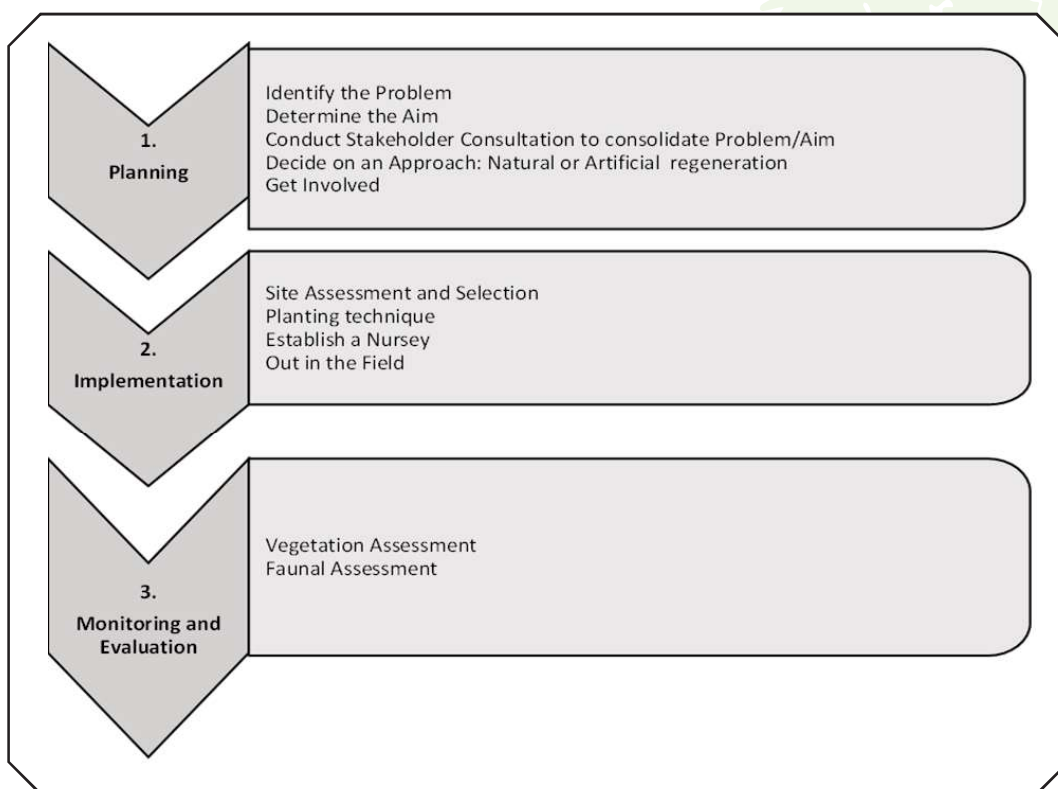 1.
Planning
Identify the Problem
Determine the Aim
Conduct Stakeholder Consultation to consolidate Problem/Aim
Decide on an Approach: Natural or Artificial regeneration
Get Involved
2.
Implementation
Site Assessment and Selection
Planting technique
Establish a Nursey
Out in the Field
3.
Monitoring and
Evaluation
Vegetation Assessment
Faunal Assessment